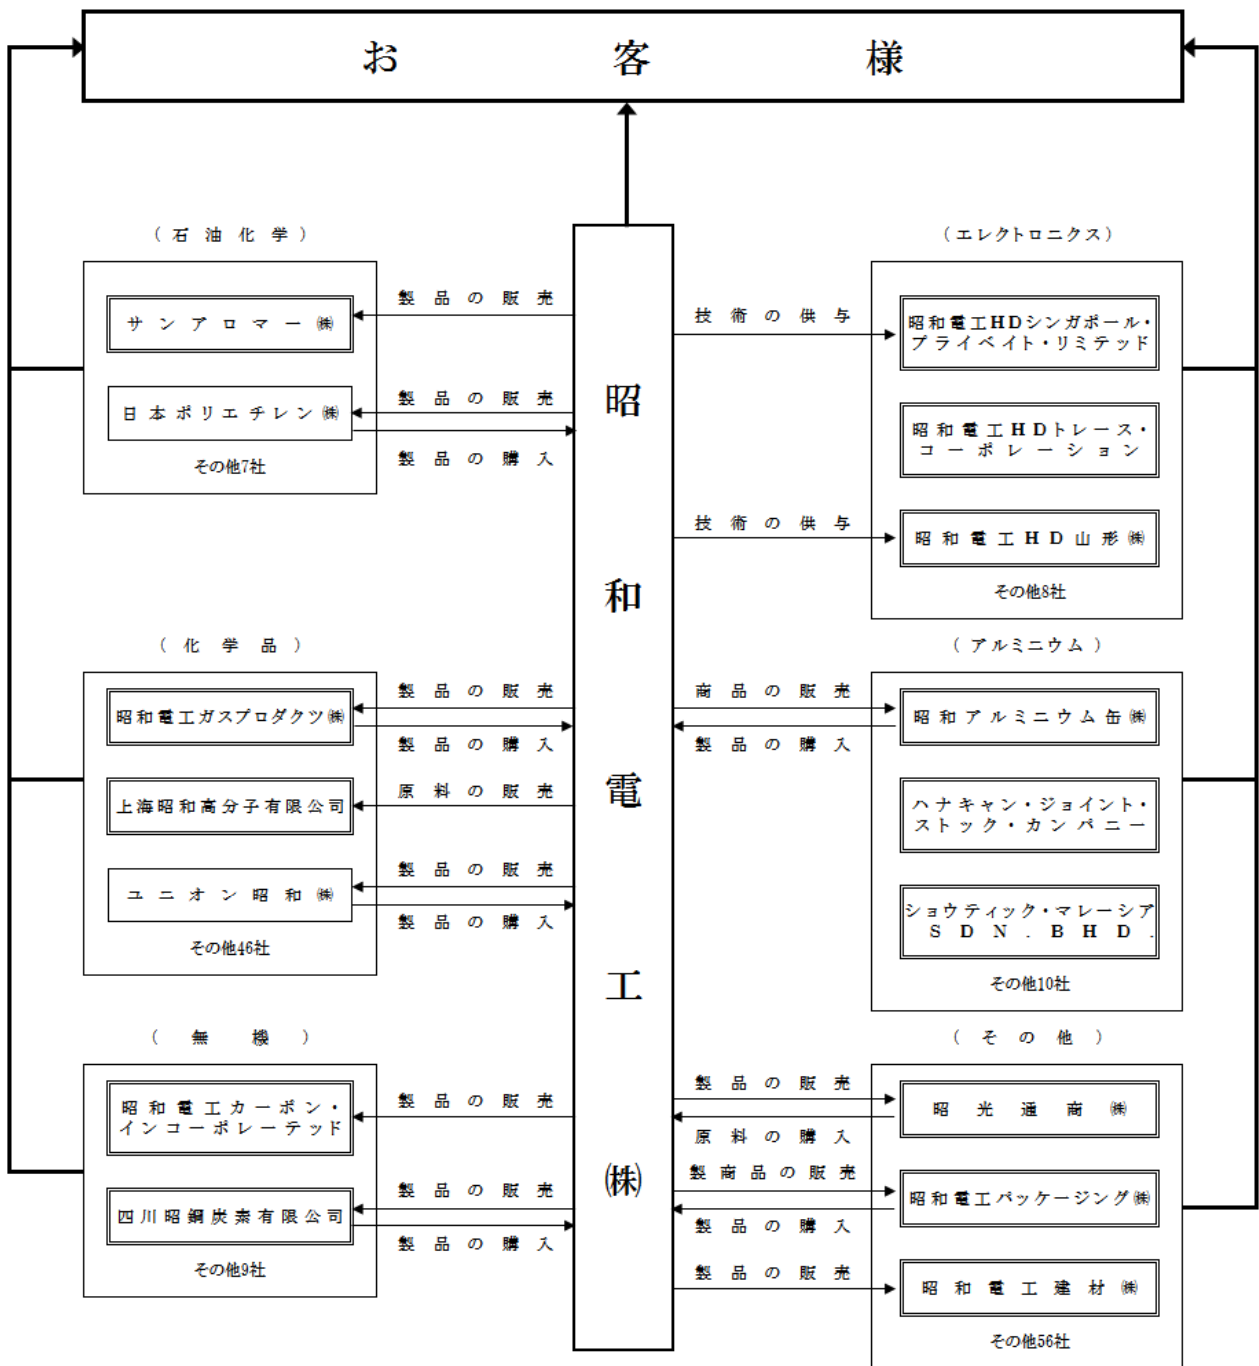 お客様
昭和電工㈱
（石油化学）
サンアロマー㈱
製品の販売
日本ポリエチレン㈱
製品の販売
製品の購入
その他7社
（化学品）
昭和電工ガスプロダクツ㈱
製品の販売
製品の購入
上海昭和高分子有限公司
原料の販売
ユニオン昭和㈱
製品の販売
製品の購入
その他46社
（無機）
昭和電工カーボン・
インコーポレーテッド
製品の販売
四川昭鋼炭素有限公司
製品の販売
製品の購入
その他9社
（エレクトロニクス）
技術の供与
昭和電工HDシンガポール・
プライベイト・リミテッド
昭和電工HDトレース・
コーポレーション
技術の供与
昭和電工HD山形㈱
その他8社
（アルミニウム）
商品の販売
製品の購入
昭和アルミニウム缶㈱
ハナキャン・ジョイント・
ストック・カンパニー
ショウティック・マレーシア
SDN.BHD.
その他10社
（その他）
製品の販売
原料の購入
昭光通商㈱
製商品の販売
製品の購入
昭和電工パッケージング㈱
製品の販売
昭和電工建材㈱
その他56社